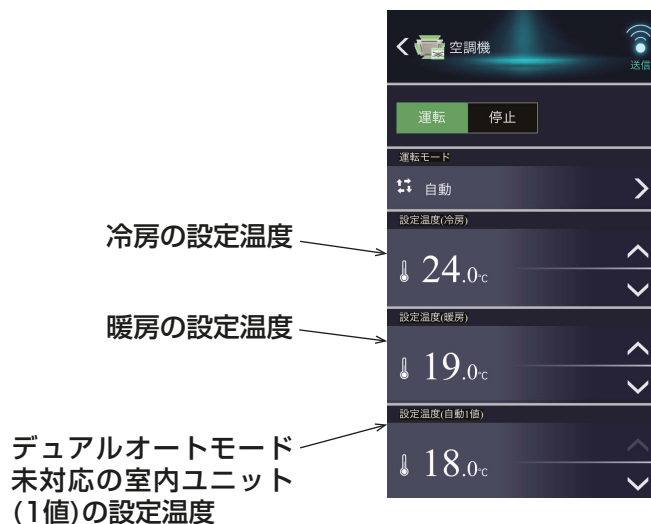 空調機
送信
運転 停止
運転モード
自動
設定温度(冷房)
冷房の設定温度
24.0℃
設定温度(暖房)
暖房の設定温度
19.0℃
設定温度(自動1値)
デュアルオートモード
未対応の室内ユニット
(1値)の設定温度
18.0℃